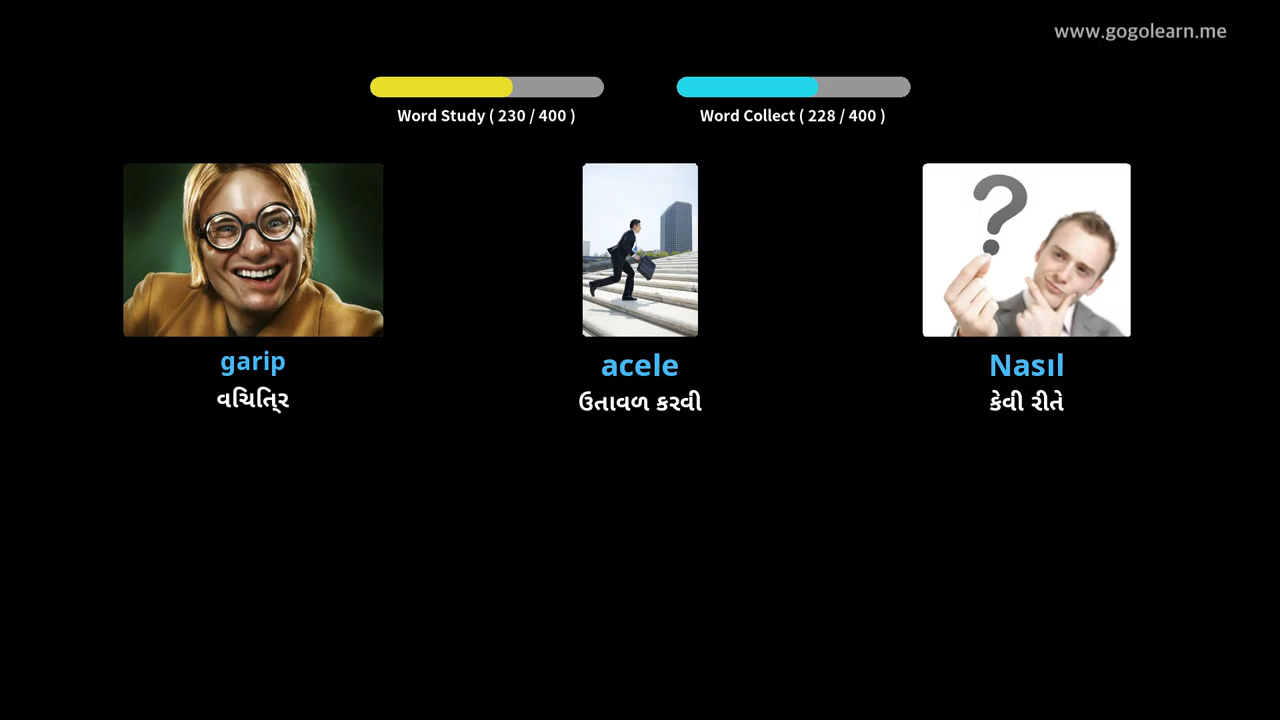 www.gogolearn.me
Word Study ( 230 / 400 )
Word Collect ( 228 / 400 )
garip
વિચિત્ર
acele
ઉતાવળ કરવી
Nasıl
કેવી રીતે